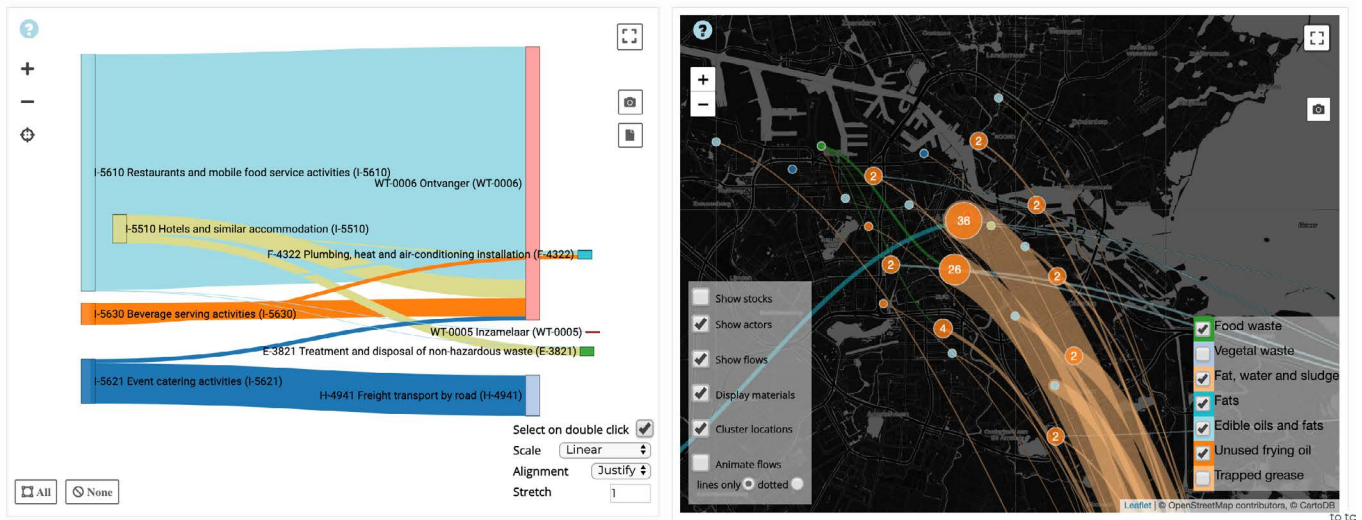 ?
+
−
I-5610 Restaurants and mobile food service activities (I-5610)
WT-0006 Ontvanger (WT-0006)
I-5510 Hotels and similar accommodation (I-5510)
F-4322 Plumbing, heat and air-conditioning installation (F-4322)
I-5630 Beverage serving activities (I-5630)
WT-0005 Inzamelaar (WT-0005)
E-3821 Treatment and disposal of non-hazardous waste (E-3821)
I-5621 Event catering activities (I-5621)
H-4941 Freight transport by road (H-4941)
Select on double click
Scale Linear
Alignment Justify
Stretch 1
All
None
?
+
−
2
2
2
36
2
26
2
4
2
2
Show stocks
Show actors
Show flows
Display materials
Cluster locations
Animate flows
lines only dotted
Food waste
Vegetal waste
Fat, water and sludge
Fats
Edible oils and fats
Unused frying oil
Trapped grease
Leaflet | © OpenStreetMap contributors, © CartoDB